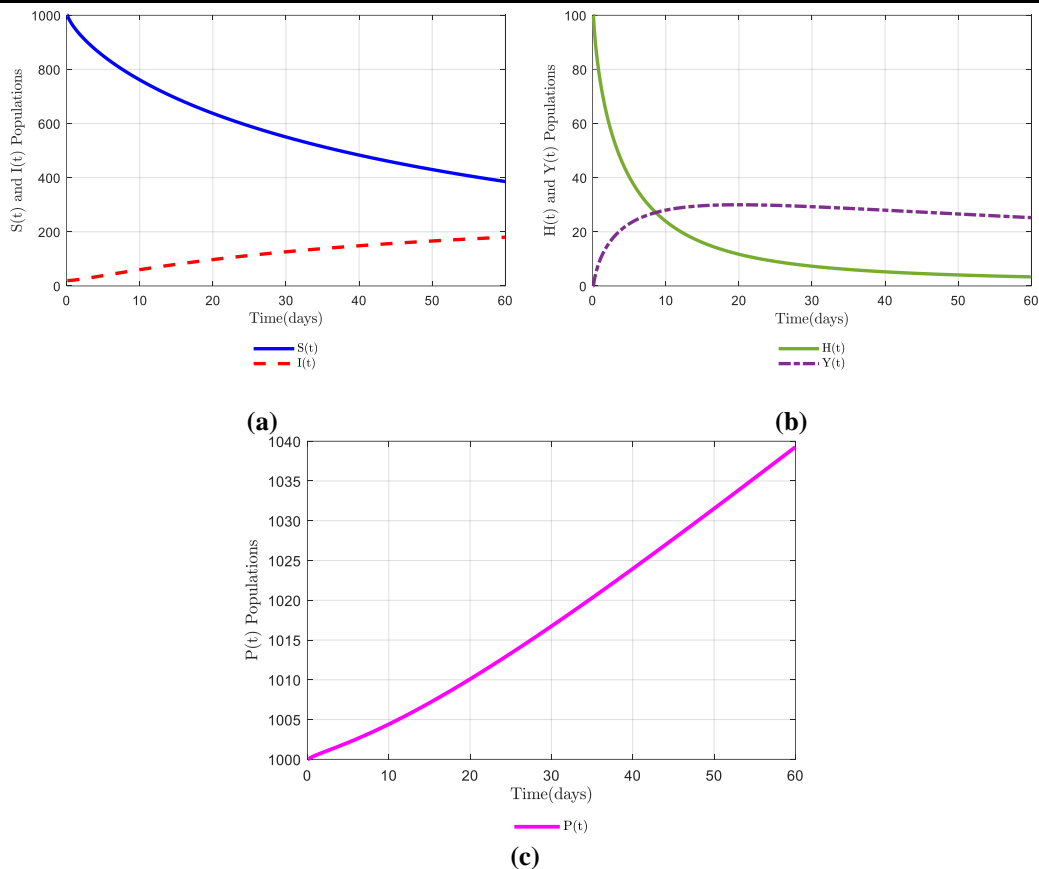 1000
800
600
400
200
0
S(t) and I(t) Populations
0 10 20 30 40 50 60
Time(days)
S(t)
I(t)
(a)
100
80
60
40
20
0
H(t) and Y(t) Populations
0 10 20 30 40 50 60
Time(days)
H(t)
Y(t)
(b)
1040
1035
1030
1025
1020
1015
1010
1005
1000
P(t) Populations
0 10 20 30 40 50 60
Time(days)
P(t)
(c)